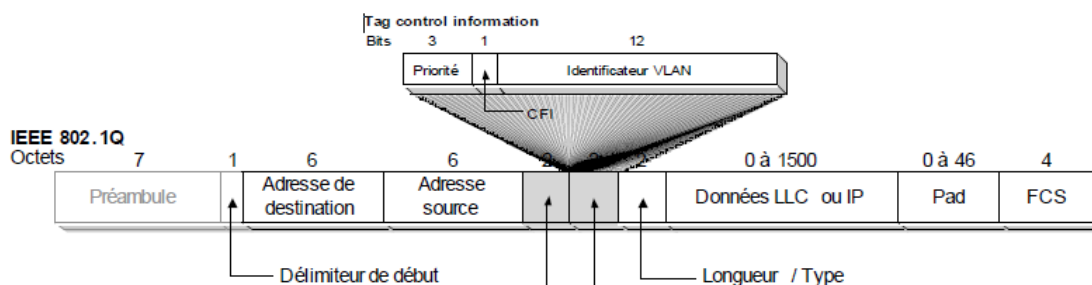 Tag control information
Bits 3 1 12
Priorité Identificateur VLAN
CFI
IEEE 802.1Q
Octets 7 1 6 6 2 2 2 0 à 1500 0 à 46 4
Préambule Adresse de destination Adresse source Données LLC ou IP Pad FCS
Délimiteur de début Longueur / Type